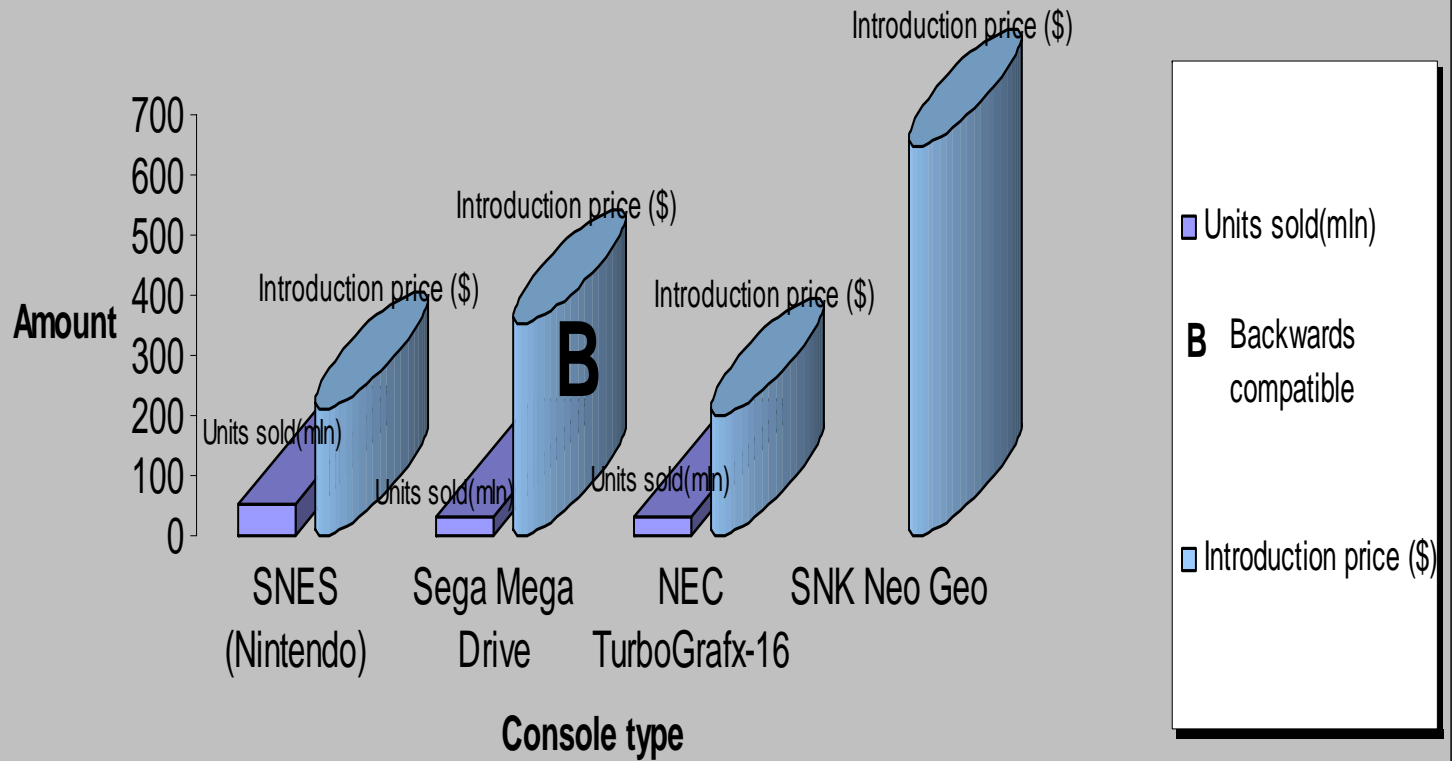 Introduction price ($)
700
600
500
400
300
200
100
0
Amount
Introduction price ($)
Introduction price ($)
Introduction price ($)
B
Units sold(mln)
Units sold(mln)
Units sold(mln)
SNES
(Nintendo)
Sega Mega
Drive
NEC
TurboGrafx-16
SNK Neo Geo
Console type
Units sold(mln)
B Backwards
compatible
Introduction price ($)